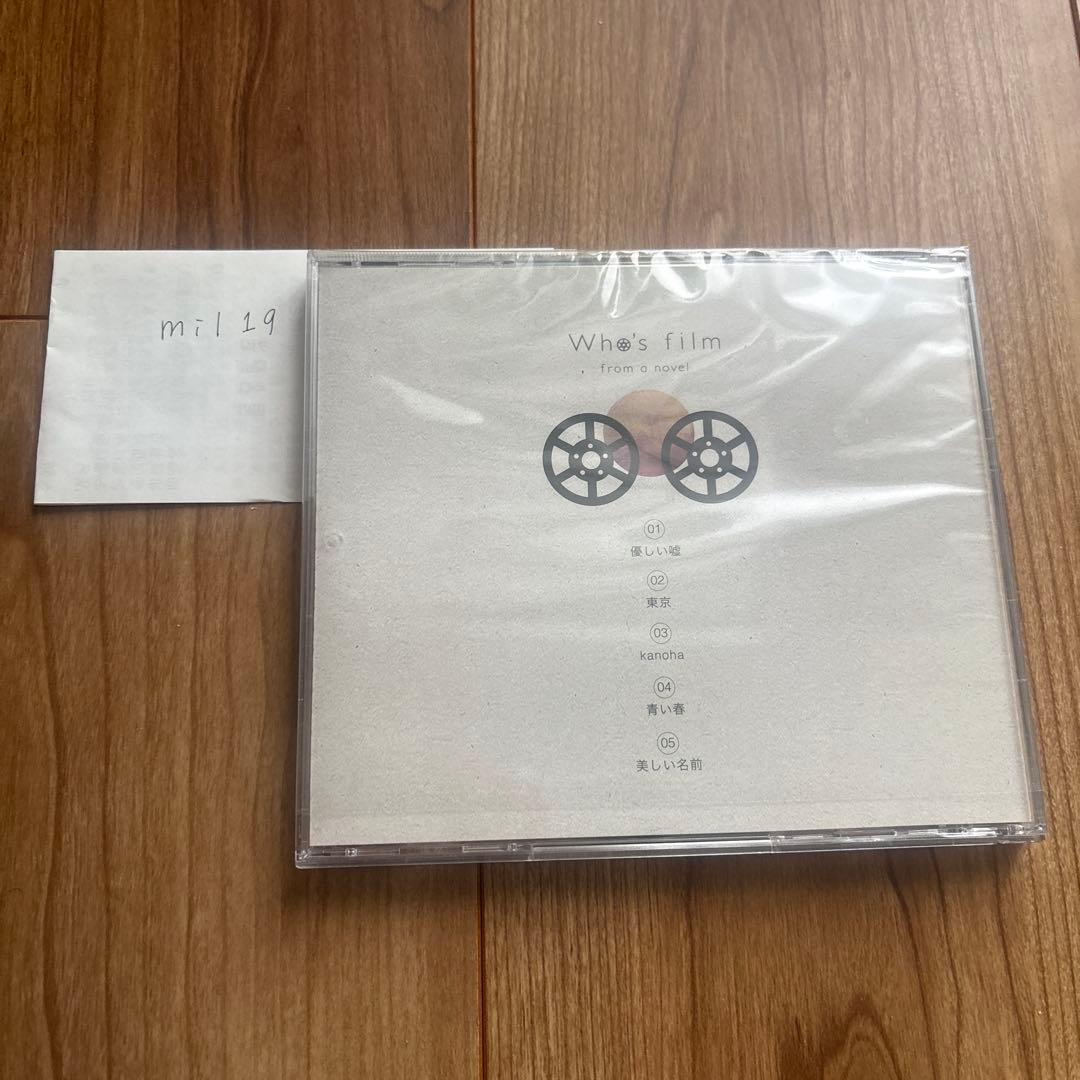 mil 19
Who's film
from a novel
01
優しい嘘
02
東京
03
kanoha
04
青い春
05
美しい名前